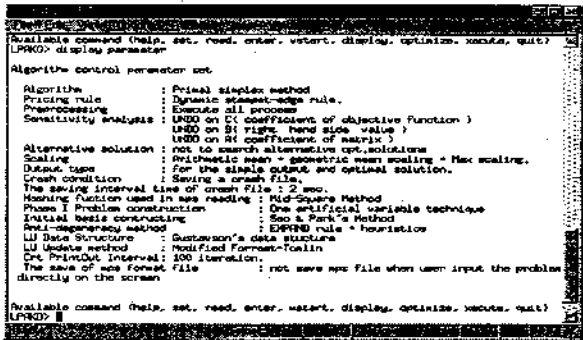 Available command (help, set, read, enter, wstart, display, optimize, xecute, quit)
LPAKO> display parameter
Algorithm control parameter set
Algorithm : Primal simplex method
Pricing rule : Dynamic steepest-edge rule.
Preprocessing : Execute all process
Sensitivity analysis : UNDO on C( coefficient of objective function )
UNDO on B( right hand side value )
UNDO on A( coefficient of matrix )
Alternative solution : not to search alternative opt.solutions
Scaling : Arithmetic mean + geometric mean scaling + Max scaling.
Output type : for the simple output and optimal solution.
Crash condition : Saving a crash file.
The saving interval time of crash file : 2 sec.
Hashing fuction used in mps reading : Mid-Square Method
Phase I Problem construction : One artificial variable technique
Initial basis contructing : Seo & Park's Method
Anti-degeneracy method : EXPAND rule + heuristics
LU Data Structure : Gustavson's data stucture
LU Update method : Modified Forrest-Tomlin
Crt PrintOut Interval: 100 iteration.
The save of mps format file : not save mps file when user input the problem
directly on the screen
Available command (help, set, read, enter, wstart, display, optimize, xecute, quit)
LPAKO>